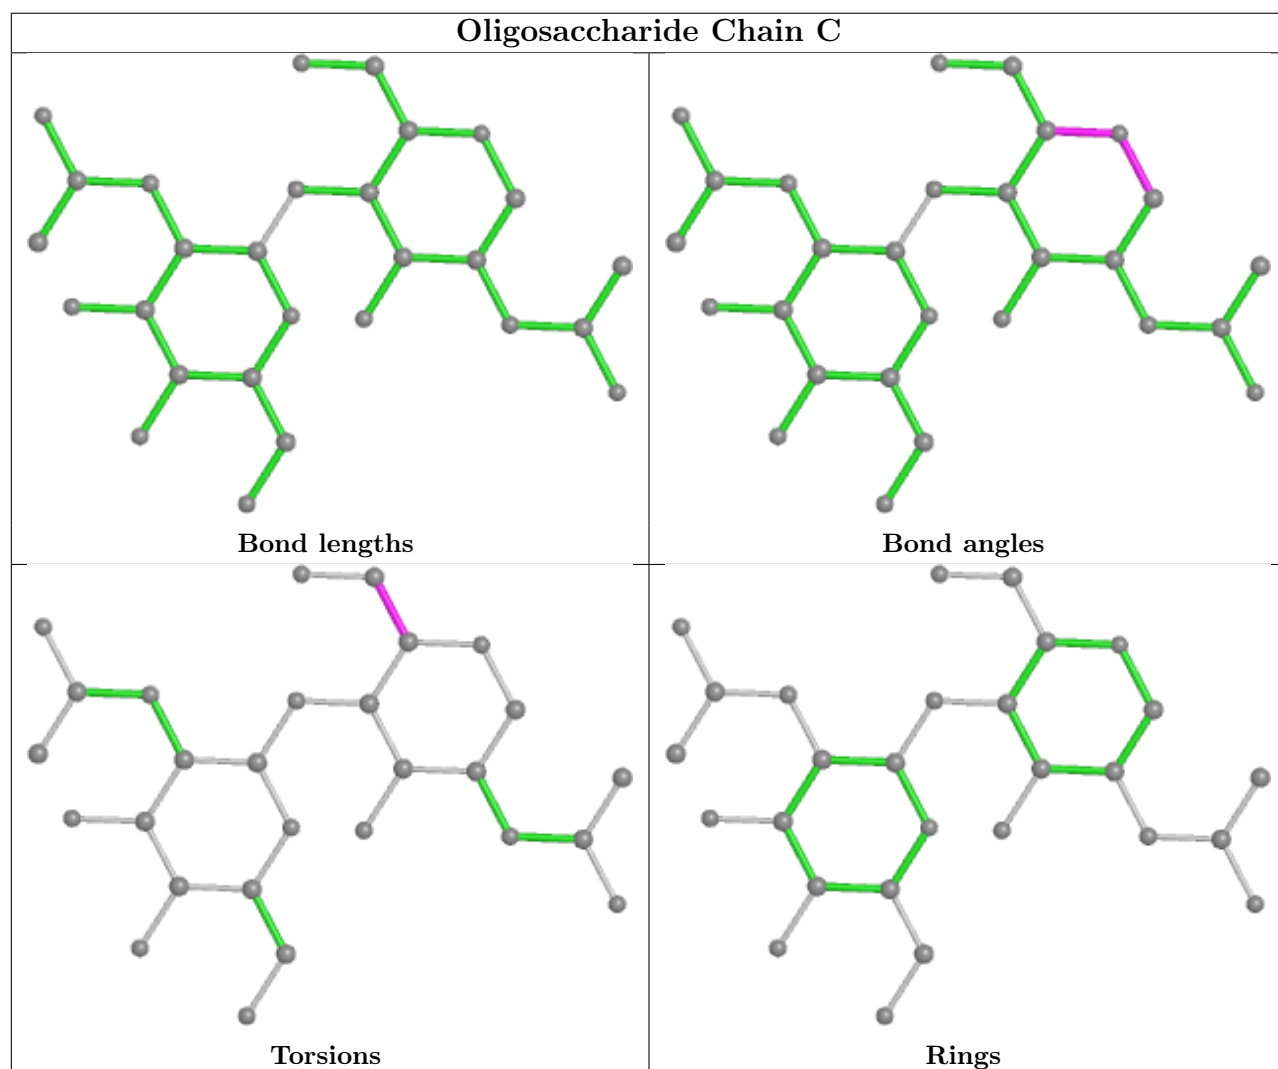 Oligosaccharide Chain C
Bond lengths
Bond angles
Torsions
Rings